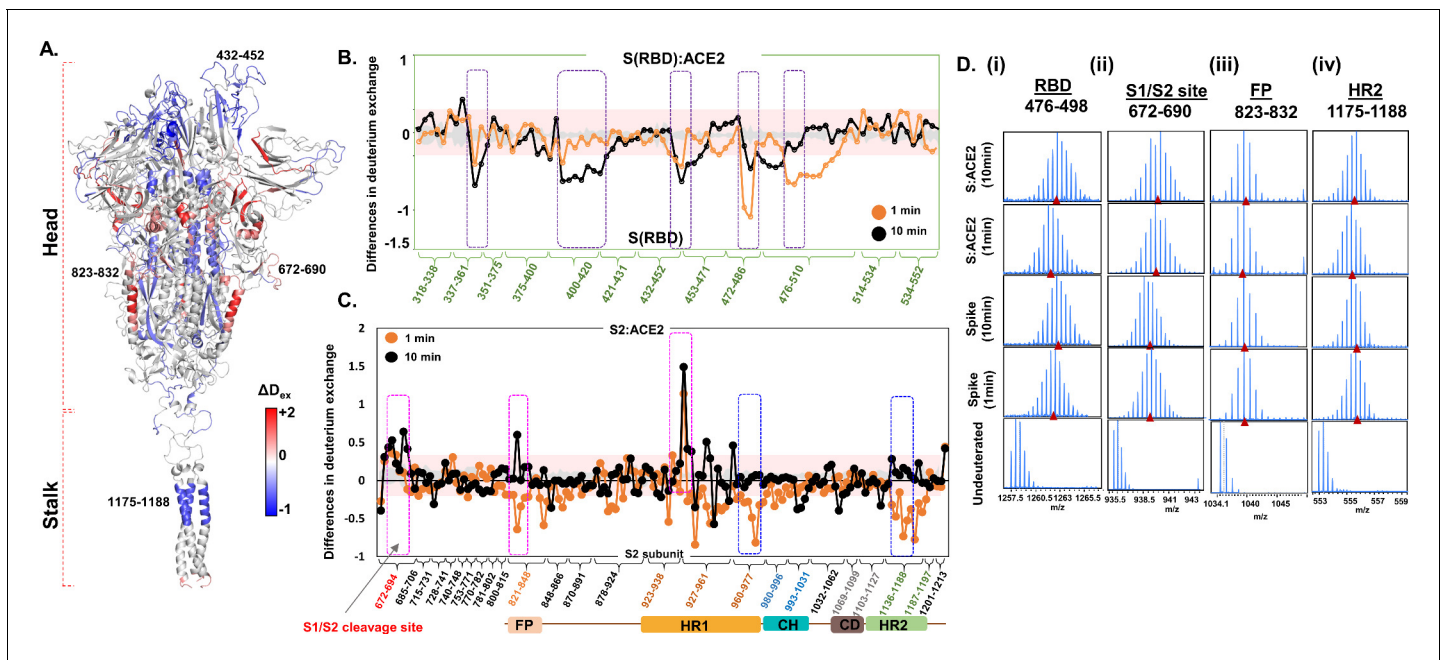 A.
432-452
Head
823-832
672-690
ΔDex
+2
0
-1
1175-1188
Stalk
B.
S(RBD):ACE2
Differences in deuterium exchange
1
0
-1
-1.5
1 min
10 min
S(RBD)
318-338
337-361
351-375
375-400
400-420
421-431
432-452
453-471
472-486
476-510
514-534
534-552
C.
S2:ACE2
Differences in deuterium exchange
2
1.5
1
0.5
0
-0.5
-1
1 min
10 min
S2 subunit
672-694
685-706
715-731
728-741
740-748
753-771
770-782
781-802
800-815
821-848
848-866
870-891
878-924
923-938
927-961
960-977
980-996
993-1031
1032-1062
1069-1099
1103-1127
1136-1188
1187-1197
1201-1213
S1/S2 cleavage site
FP
HR1
CH
CD
HR2
D. (i) (ii) (iii) (iv)
RBD
476-498
S1/S2 site
672-690
FP
823-832
HR2
1175-1188
S:ACE2
(10min)
S:ACE2
(1min)
Spike
(10min)
Spike
(1min)
Undeuterated
1257.5 1260.5 1263 1265.5
m/z
935.5 938.5 941 943
m/z
1034.1 1040 1045
m/z
553 555 557 559
m/z